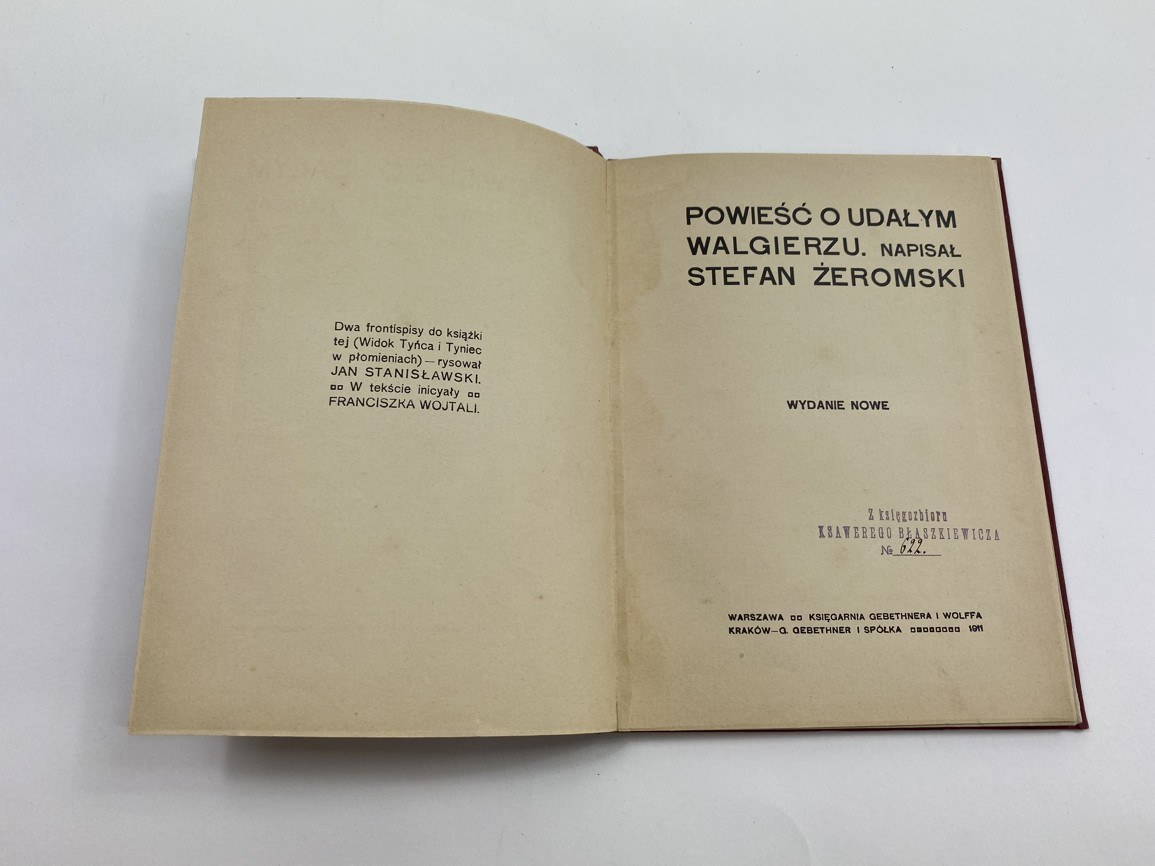 Dwa frontispisy do książki
tej (Widok Tyńca i Tyniec
w płomieniach) — rysował
JAN STANISŁAWSKI.
▫▫ W tekście inicyały ▫▫
FRANCISZKA WOJTALI.
POWIEŚĆ O UDAŁYM
WALGIERZU. NAPISAŁ
STEFAN ŻEROMSKI
WYDANIE NOWE
Z księgozbioru
KSAWEREGO BŁASZKIEWICZA
№ 622.
WARSZAWA ▫▫ KSIĘGARNIA GEBETHNERA I WOLFFA
KRAKÓW—G. GEBETHNER I SPÓŁKA ▫▫▫▫▫▫▫▫ 1911